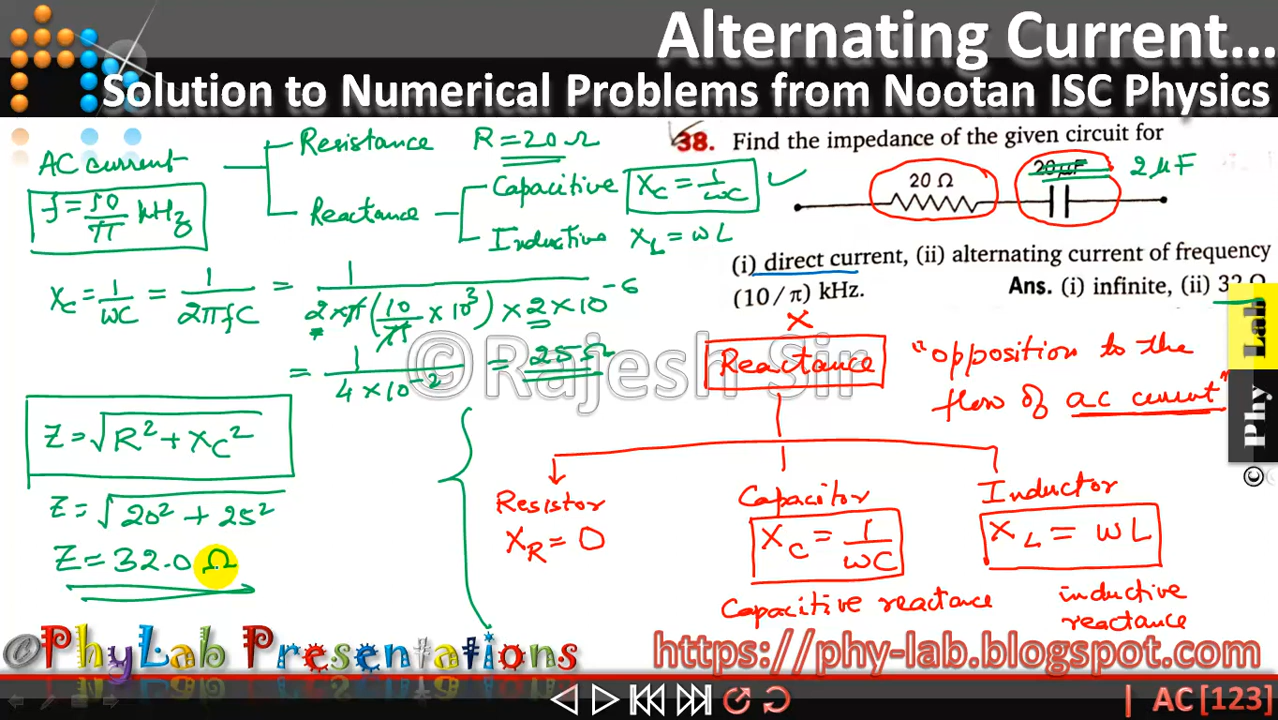 Alternating Current...
Solution to Numerical Problems from Nootan ISC Physics
AC current
Resistance R = 20 Ω
f = 10/π kHz
Reactance
Capacitive X_C = 1/ωC ✓
Inductive X_L = ωL
X_C = 1/ωC = 1/2πfC = 1/2×π(10/π ×10³)×2×10⁻⁶
= 1/4×10⁻² = 25 Ω
Z = √R² + X_C²
Z = √20² + 25²
Z = 32.0 Ω
38. Find the impedance of the given circuit for
20 Ω
20 μF 2 μF
(i) direct current, (ii) alternating current of frequency
(10/π) kHz. Ans. (i) infinite, (ii) 32 Ω
X
Reactance
"opposition to the
flow of ac current"
Resistor
X_R = 0
Capacitor
X_C = 1/ωC
Capacitive reactance
Inductor
X_L = ωL
inductive
reactance
© Rajesh Sir
© Phy Lab
©PhyLab Presentations
https://phy-lab.blogspot.com
| AC [123]